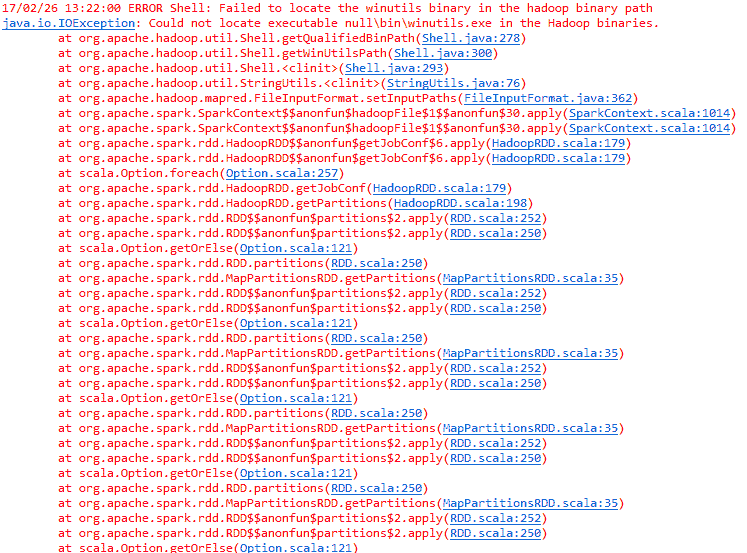 17/02/26 13:22:00 ERROR Shell: Failed to locate the winutils binary in the hadoop binary path
java.io.IOException: Could not locate executable null\bin\winutils.exe in the Hadoop binaries.
at org.apache.hadoop.util.Shell.getQualifiedBinPath(Shell.java:278)
at org.apache.hadoop.util.Shell.getWinUtilsPath(Shell.java:300)
at org.apache.hadoop.util.Shell.<clinit>(Shell.java:293)
at org.apache.hadoop.util.StringUtils.<clinit>(StringUtils.java:76)
at org.apache.hadoop.mapred.FileInputFormat.setInputPaths(FileInputFormat.java:362)
at org.apache.spark.SparkContext$$anonfun$hadoopFile$1$$anonfun$30.apply(SparkContext.scala:1014)
at org.apache.spark.SparkContext$$anonfun$hadoopFile$1$$anonfun$30.apply(SparkContext.scala:1014)
at org.apache.spark.rdd.HadoopRDD$$anonfun$getJobConf$6.apply(HadoopRDD.scala:179)
at org.apache.spark.rdd.HadoopRDD$$anonfun$getJobConf$6.apply(HadoopRDD.scala:179)
at scala.Option.foreach(Option.scala:257)
at org.apache.spark.rdd.HadoopRDD.getJobConf(HadoopRDD.scala:179)
at org.apache.spark.rdd.HadoopRDD.getPartitions(HadoopRDD.scala:198)
at org.apache.spark.rdd.RDD$$anonfun$partitions$2.apply(RDD.scala:252)
at org.apache.spark.rdd.RDD$$anonfun$partitions$2.apply(RDD.scala:250)
at scala.Option.getOrElse(Option.scala:121)
at org.apache.spark.rdd.RDD.partitions(RDD.scala:250)
at org.apache.spark.rdd.MapPartitionsRDD.getPartitions(MapPartitionsRDD.scala:35)
at org.apache.spark.rdd.RDD$$anonfun$partitions$2.apply(RDD.scala:252)
at org.apache.spark.rdd.RDD$$anonfun$partitions$2.apply(RDD.scala:250)
at scala.Option.getOrElse(Option.scala:121)
at org.apache.spark.rdd.RDD.partitions(RDD.scala:250)
at org.apache.spark.rdd.MapPartitionsRDD.getPartitions(MapPartitionsRDD.scala:35)
at org.apache.spark.rdd.RDD$$anonfun$partitions$2.apply(RDD.scala:252)
at org.apache.spark.rdd.RDD$$anonfun$partitions$2.apply(RDD.scala:250)
at scala.Option.getOrElse(Option.scala:121)
at org.apache.spark.rdd.RDD.partitions(RDD.scala:250)
at org.apache.spark.rdd.MapPartitionsRDD.getPartitions(MapPartitionsRDD.scala:35)
at org.apache.spark.rdd.RDD$$anonfun$partitions$2.apply(RDD.scala:252)
at org.apache.spark.rdd.RDD$$anonfun$partitions$2.apply(RDD.scala:250)
at scala.Option.getOrElse(Option.scala:121)
at org.apache.spark.rdd.RDD.partitions(RDD.scala:250)
at org.apache.spark.rdd.MapPartitionsRDD.getPartitions(MapPartitionsRDD.scala:35)
at org.apache.spark.rdd.RDD$$anonfun$partitions$2.apply(RDD.scala:252)
at org.apache.spark.rdd.RDD$$anonfun$partitions$2.apply(RDD.scala:250)
at scala.Option.getOrElse(Option.scala:121)